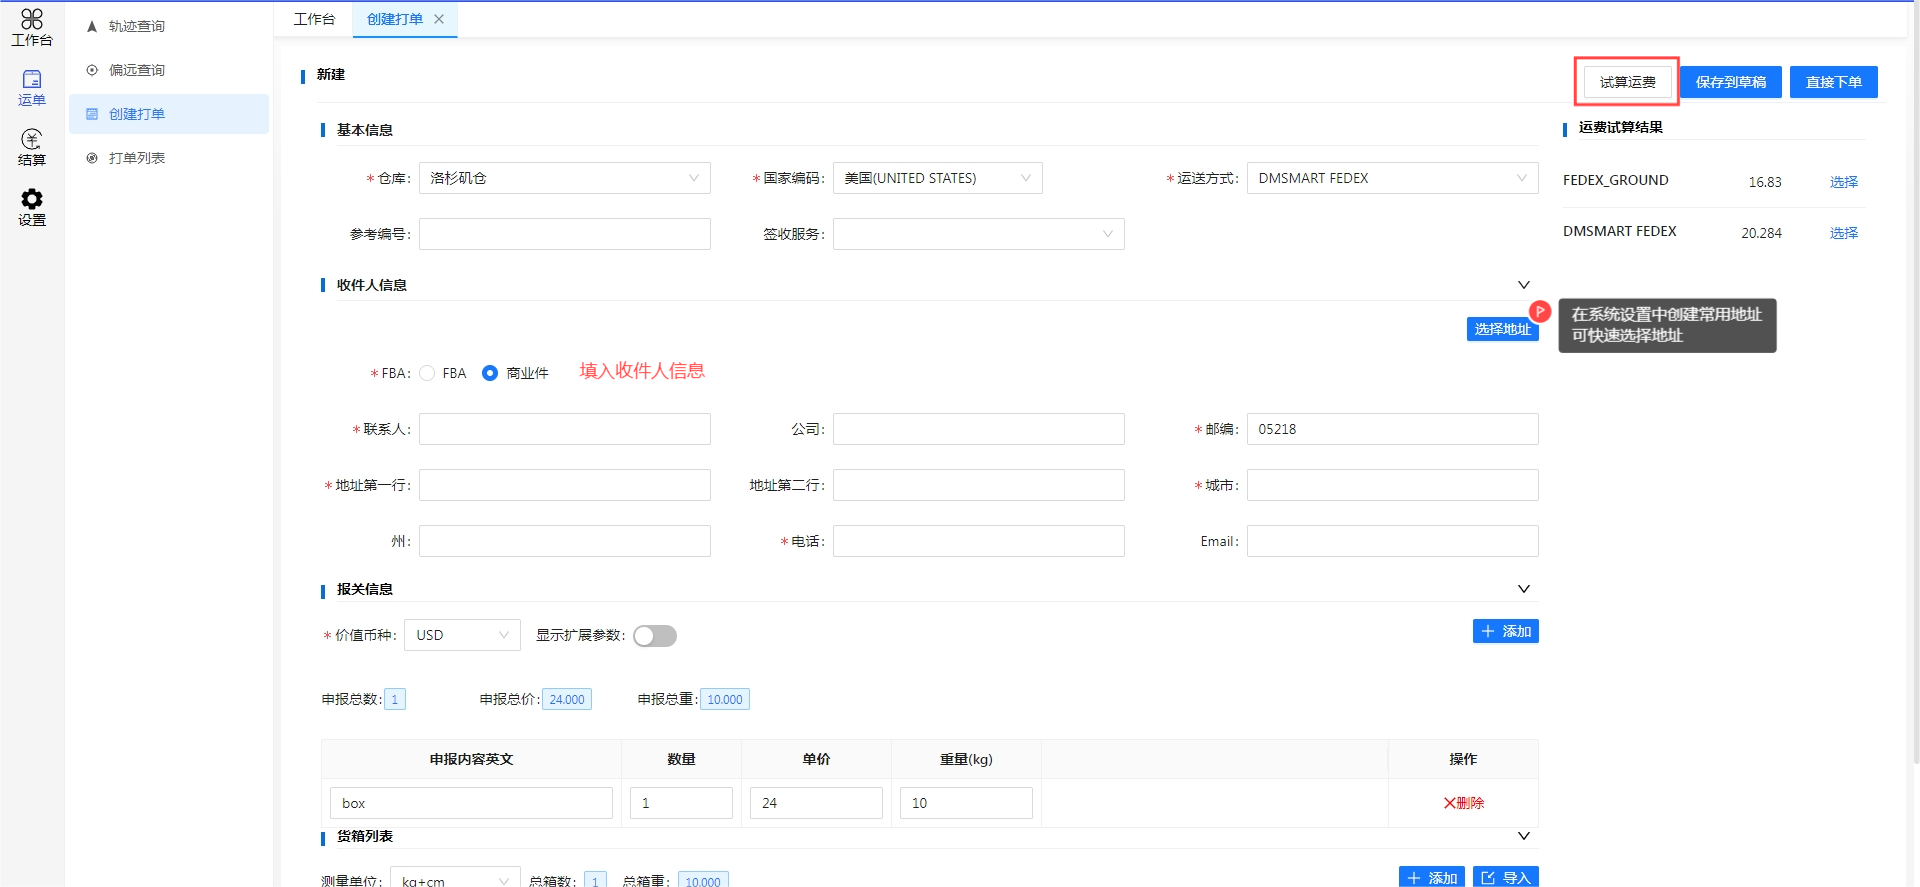 工作台
运单
结算
设置
轨迹查询
偏远查询
创建打单
打单列表
工作台 创建打单
新建
试算运费 保存到草稿 直接下单
基本信息
* 仓库: 洛杉矶仓 * 国家编码: 美国(UNITED STATES) * 运送方式: DMSMART FEDEX
参考编号: 签收服务:
运费试算结果
FEDEX_GROUND 16.83 选择
DMSMART FEDEX 20.284 选择
收件人信息
选择地址 P
在系统设置中创建常用地址
可快速选择地址
* FBA: FBA 商业件 填入收件人信息
* 联系人: 公司: * 邮编: 05218
* 地址第一行: 地址第二行: * 城市:
州: * 电话: Email:
报关信息
* 价值币种: USD 显示扩展参数: + 添加
申报总数: 1 申报总价: 24.000 申报总重: 10.000
申报内容英文 数量 单价 重量(kg) 操作
box 1 24 10 删除
货箱列表
测量单位: kg+cm 总箱数: 1 总箱重: 10.000 + 添加 导入